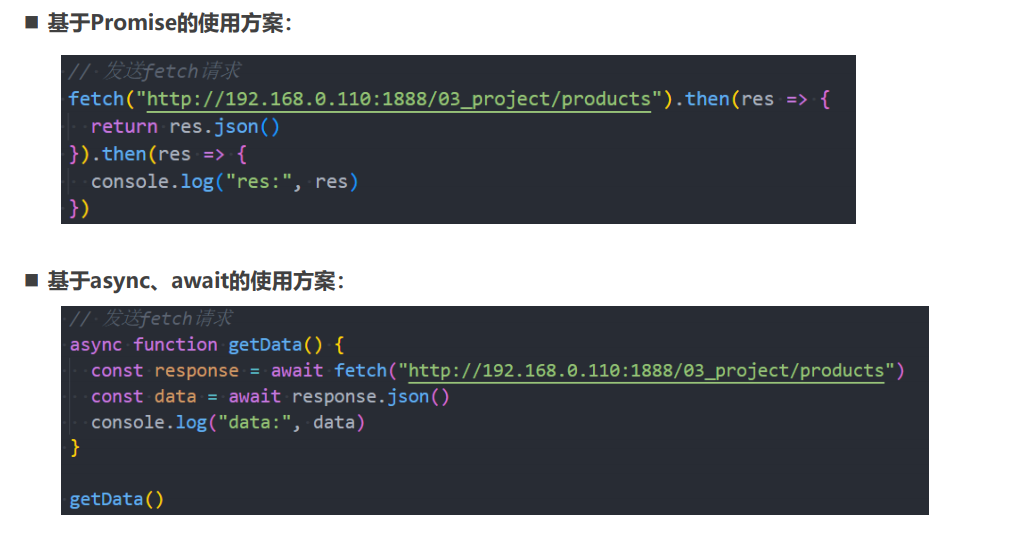 ■ 基于Promise的使用方案：
// 发送fetch请求
fetch("http://192.168.0.110:1888/03_project/products").then(res => {
  return res.json()
}).then(res => {
  console.log("res:", res)
})
■ 基于async、await的使用方案：
// 发送fetch请求
async function getData() {
  const response = await fetch("http://192.168.0.110:1888/03_project/products")
  const data = await response.json()
  console.log("data:", data)
}
getData()